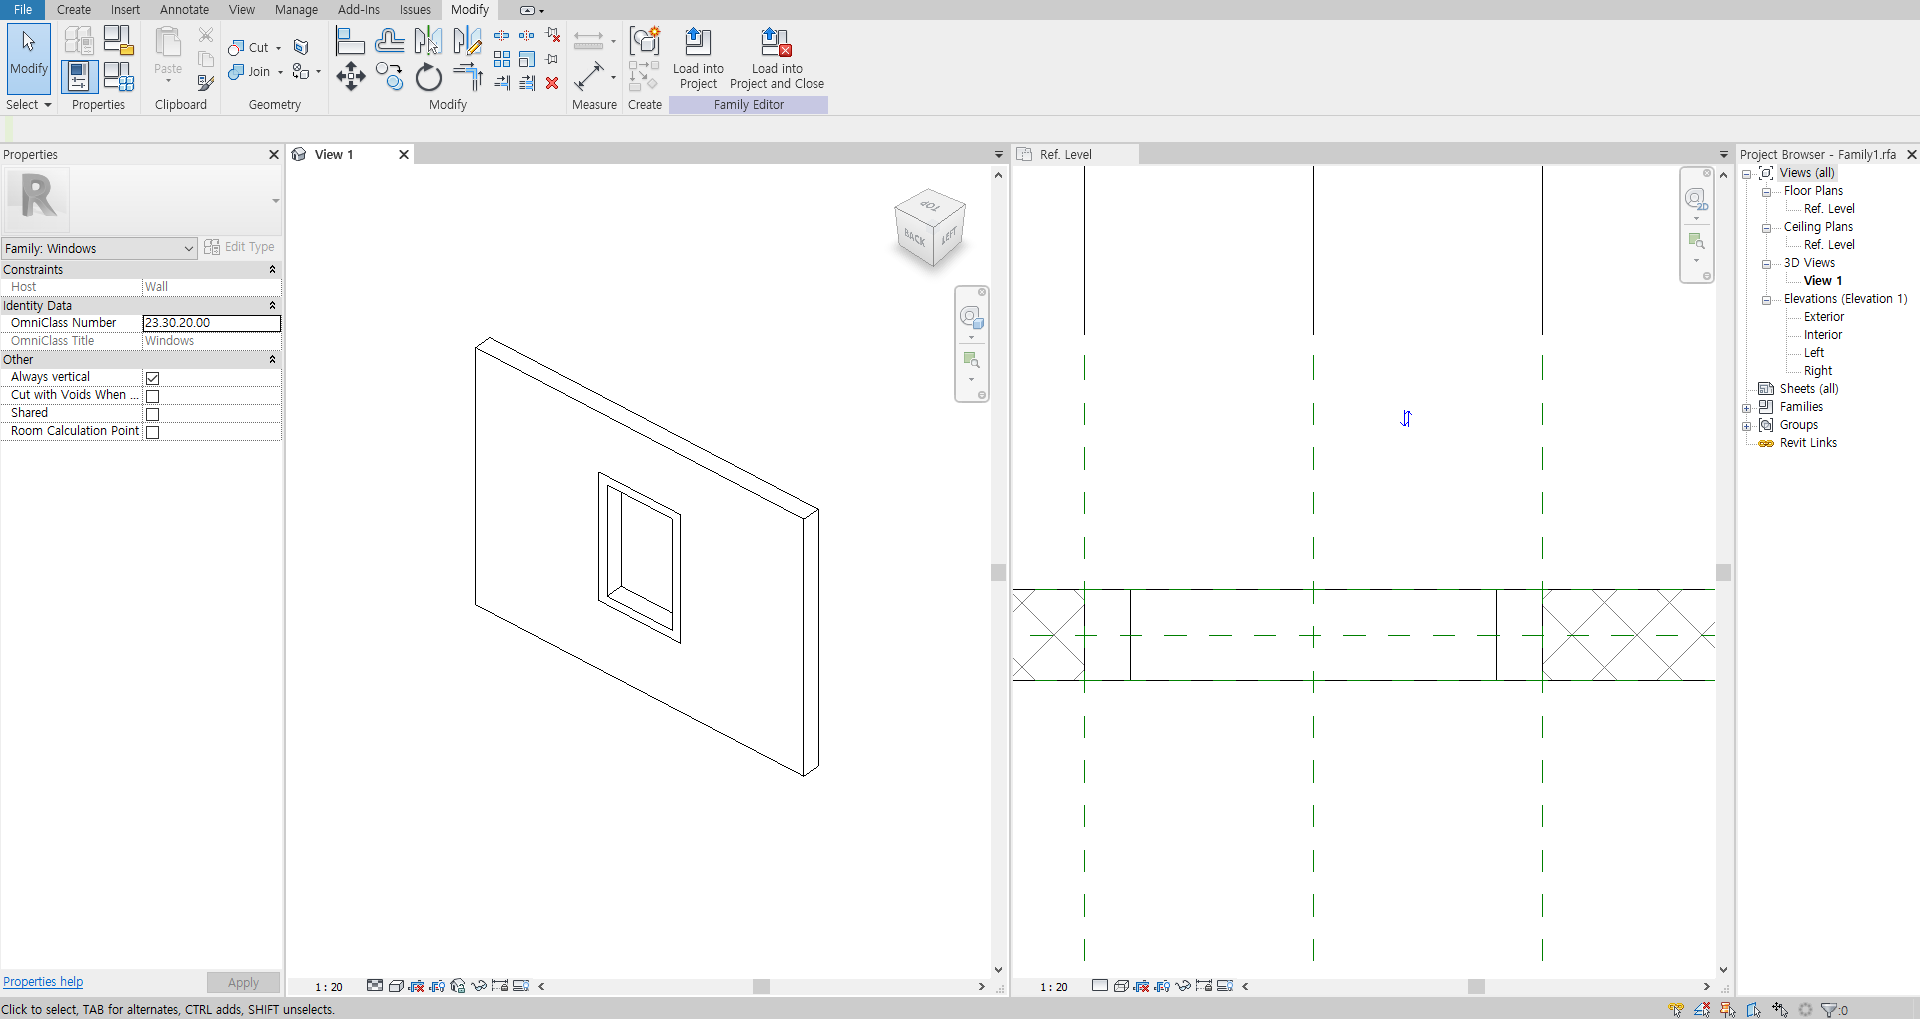 File Create Insert Annotate View Manage Add-Ins Issues Modify
Modify
Paste
Cut
Join
Load into
Project
Load into
Project and Close
Select Properties Clipboard Geometry Modify Measure Create Family Editor
Properties
View 1
Ref. Level
Project Browser - Family1.rfa
R
Family: Windows
Edit Type
Constraints
Host Wall
Identity Data
OmniClass Number 23.30.20.00
OmniClass Title Windows
Other
Always vertical
Cut with Voids When ...
Shared
Room Calculation Point
TOP
BACK
LEFT
2D
Views (all)
Floor Plans
Ref. Level
Ceiling Plans
Ref. Level
3D Views
View 1
Elevations (Elevation 1)
Exterior
Interior
Left
Right
Sheets (all)
Families
Groups
Revit Links
Properties help
Apply
1 : 20
1 : 20
Click to select, TAB for alternates, CTRL adds, SHIFT unselects.
:0